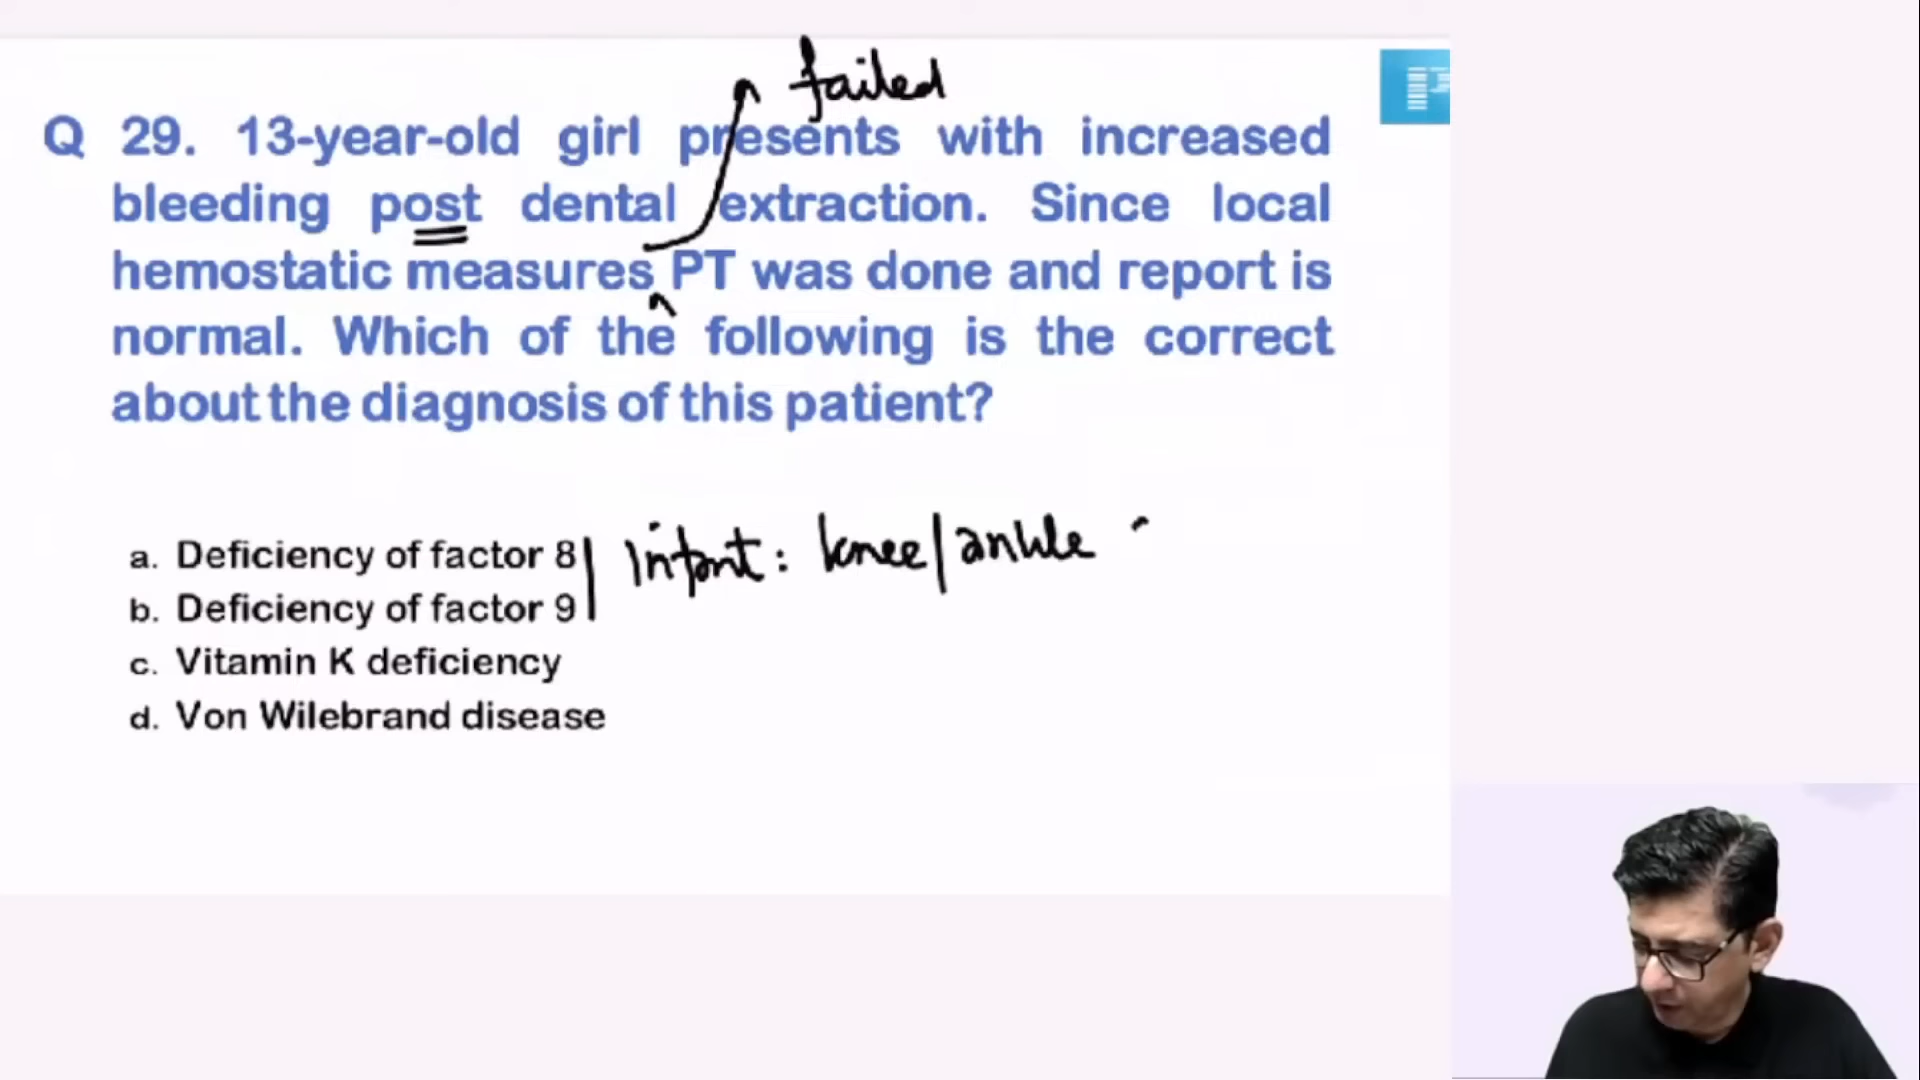 failed
Q 29. 13-year-old girl presents with increased
bleeding post dental extraction. Since local
hemostatic measures PT was done and report is
normal. Which of the following is the correct
about the diagnosis of this patient?
a. Deficiency of factor 8 Infant: knee/ankle
b. Deficiency of factor 9
c. Vitamin K deficiency
d. Von Wilebrand disease